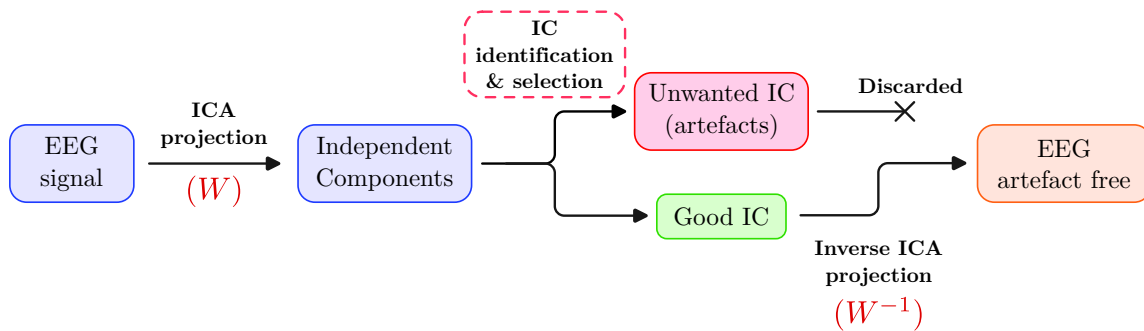 EEG
signal
ICA
projection
(W)
Independent
Components
IC
identification
& selection
Unwanted IC
(artefacts)
Discarded
Good IC
Inverse ICA
projection
(W⁻¹)
EEG
artefact free